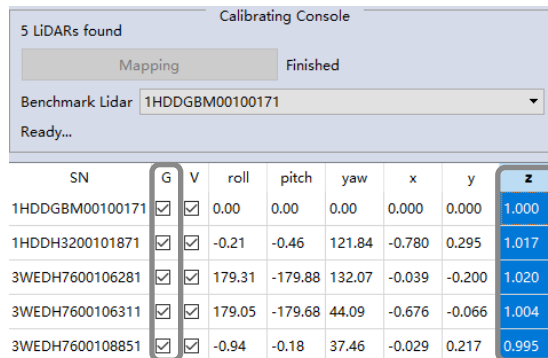 Calibrating Console
5 LiDARs found
Mapping Finished
Benchmark Lidar 1HDDGBM00100171
Ready...
SN G V roll pitch yaw x y z
1HDDGBM00100171 0.00 0.00 0.00 0.000 0.000 1.000
1HDDH3200101871 -0.21 -0.46 121.84 -0.780 0.295 1.017
3WEDH7600106281 179.31 -179.88 132.07 -0.039 -0.200 1.020
3WEDH7600106311 179.05 -179.68 44.09 -0.676 -0.066 1.004
3WEDH7600108851 -0.94 -0.18 37.46 -0.029 0.217 0.995